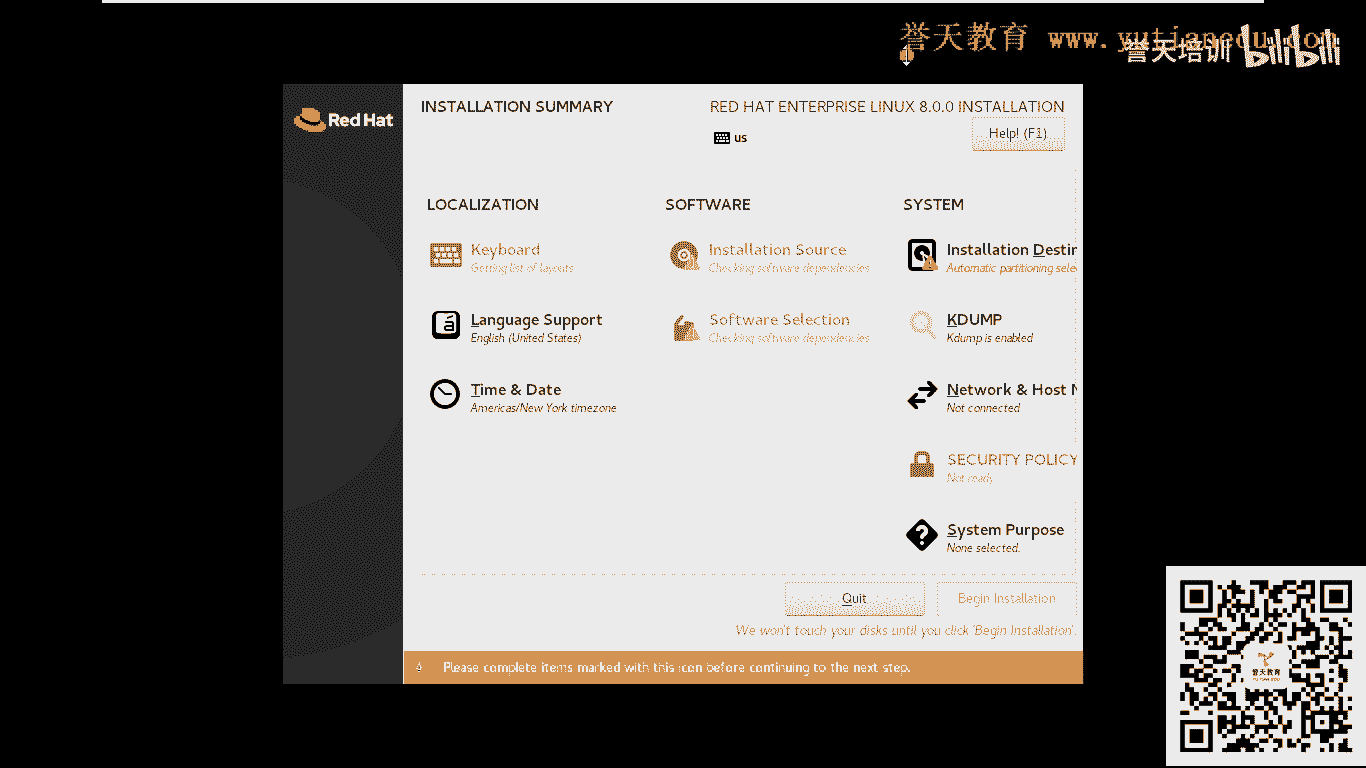 誉天教育 www.yutianedu.com
誉天培训 bilibili
Red Hat
INSTALLATION SUMMARY
RED HAT ENTERPRISE LINUX 8.0.0 INSTALLATION
us
Help! (F1)
LOCALIZATION
Keyboard
Getting list of layouts
Language Support
English (United States)
Time & Date
Americas/New York timezone
SOFTWARE
Installation Source
Checking software dependencies
Software Selection
Checking software dependencies
SYSTEM
Installation Destin
Automatic partitioning sele
KDUMP
Kdump is enabled
Network & Host N
Not connected
SECURITY POLICY
Not ready
System Purpose
None selected.
Quit
Begin Installation
We won't touch your disks until you click 'Begin Installation'.
Please complete items marked with this icon before continuing to the next step.
誉天教育